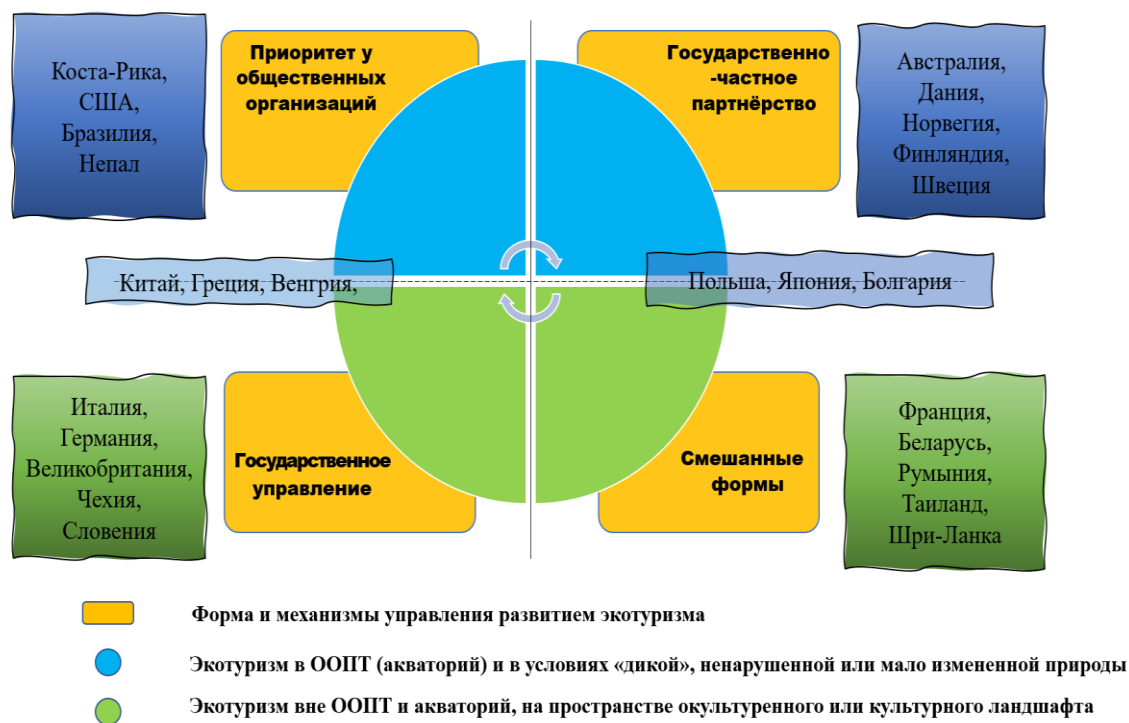 Коста-Рика,
США,
Бразилия,
Непал
Приоритет у
общественных
организаций
Государственно
-частное
партнёрство
Австралия,
Дания,
Норвегия,
Финляндия,
Швеция
Китай, Греция, Венгрия,
Польша, Япония, Болгария
Италия,
Германия,
Великобритания,
Чехия,
Словения
Государственное
управление
Смешанные
формы
Франция,
Беларусь,
Румыния,
Таиланд,
Шри-Ланка
Форма и механизмы управления развитием экотуризма
Экотуризм в ООПТ (акваторий) и в условиях «дикой», ненарушенной или мало измененной природы
Экотуризм вне ООПТ и акваторий, на пространстве окультуренного или культурного ландшафта